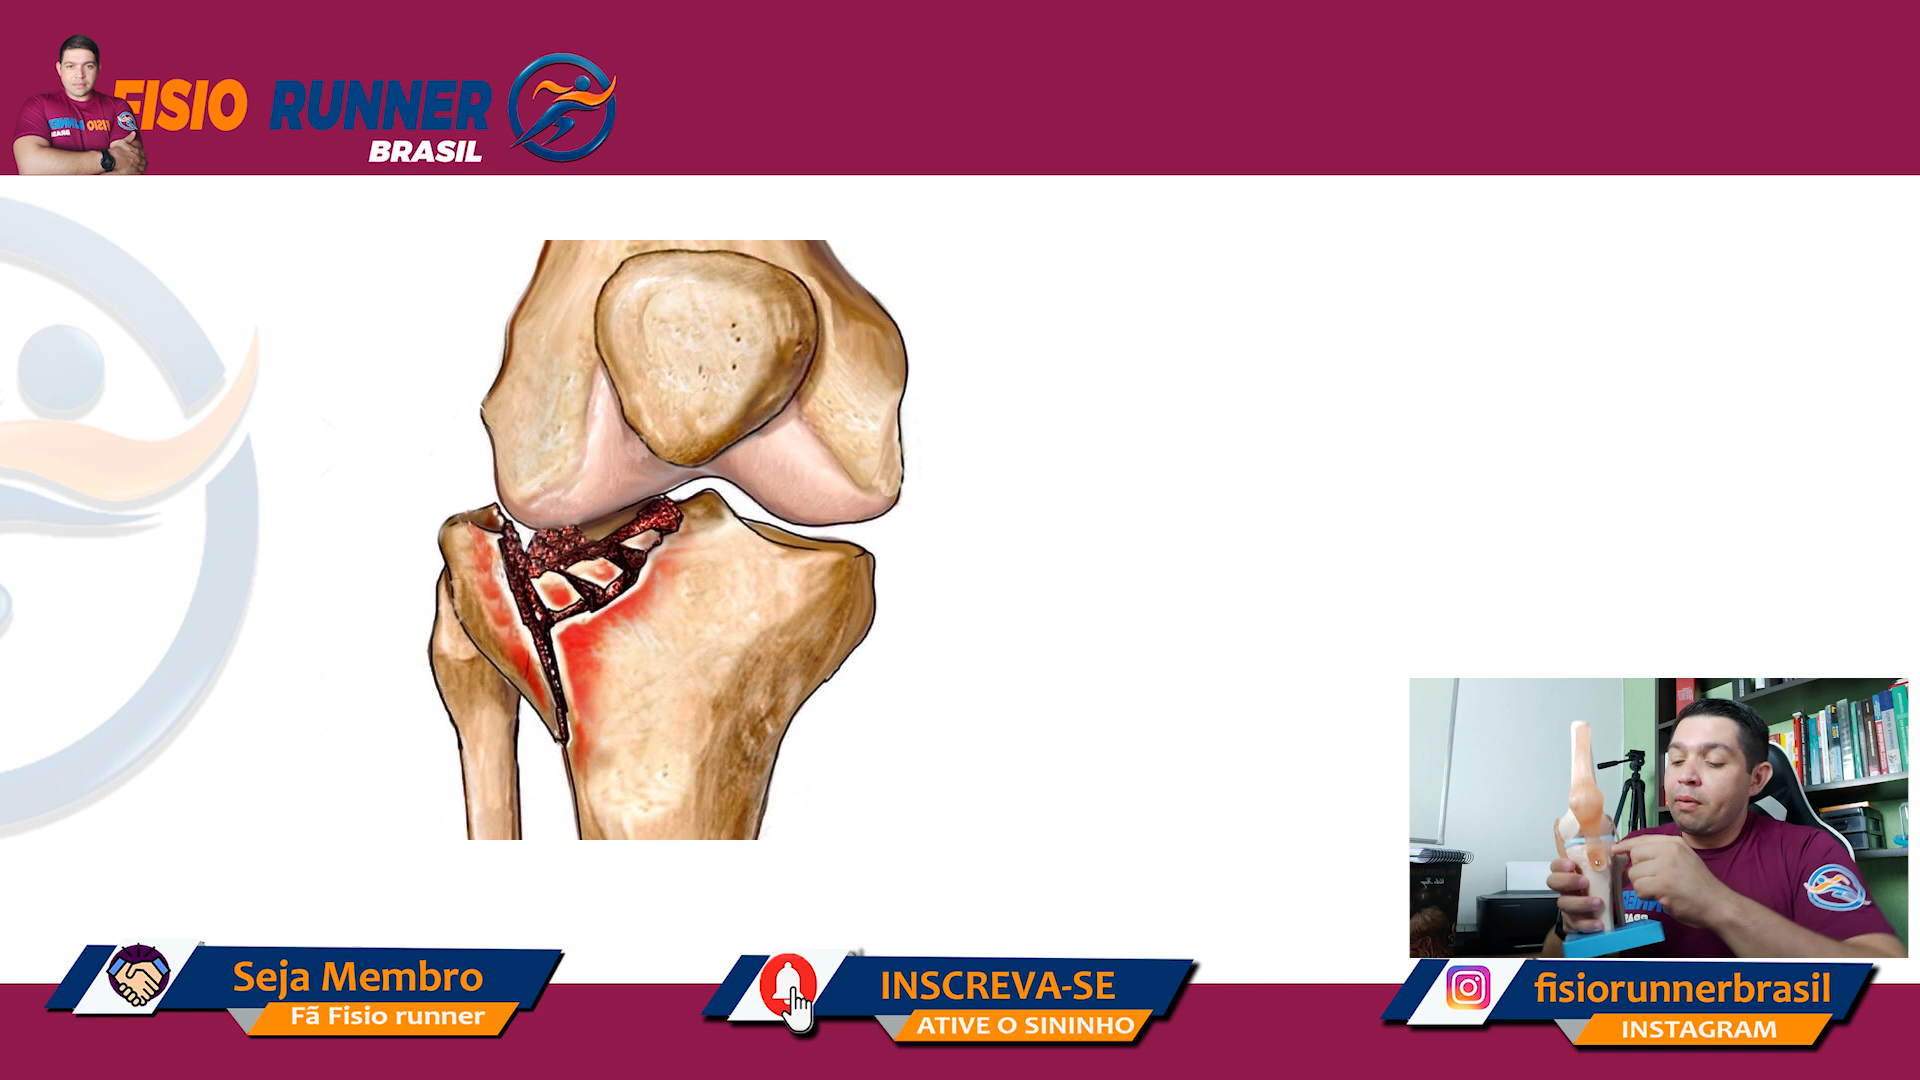 FISIO RUNNER
BRASIL
Seja Membro
Fã Fisio runner
INSCREVA-SE
ATIVE O SININHO
fisiorunnerbrasil
INSTAGRAM